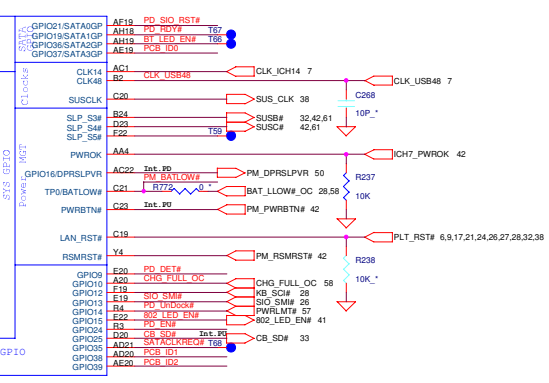 SATA
GPIO
GPIO21/SATA0GP AF19 PD_SIO_RST#
GPIO19/SATA1GP AH18 PD_RDY# T67
GPIO36/SATA2GP AH19 BT_LED_EN# T66
GPIO37/SATA3GP AE19 PCB_ID0
Clocks
CLK14 AC1 CLK_ICH14 7
CLK48 B2 CLK_USB48 CLK_USB48 7
SUSCLK C20 SUS_CLK 38
C268
10P_*
SYS GPIO
Power MGT
SLP_S3# B24 SUSB# 32,42,61
SLP_S4# D23 SUSC# 42,61
SLP_S5# F22 T59
PWROK AA4 ICH7_PWROK 42
GPIO16/DPRSLPVR AC22 Int.PD PM_DPRSLPVR 50
PM_BATLOW#
TP0/BATLOW# C21 R772 0_* BAT_LLOW#_OC 28,58
R237
10K
PWRBTN# C23 Int.PU PM_PWRBTN# 42
LAN_RST# C19 PLT_RST# 6,9,17,21,24,26,27,28,32,38
RSMRST# Y4 PM_RSMRST# 42
R238
10K_*
GPIO9 E20 PD_DET#
GPIO10 A20 CHG_FULL_OC CHG_FULL_OC 58
GPIO12 F19 KB_SCI# 28
GPIO13 E19 SIO_SMI# SIO_SMI# 26
GPIO14 R4 PD_UnDock# PWRLMT# 57
GPIO15 E22 802_LED_EN# 802_LED_EN# 41
GPIO24 R3 PD_EN#
GPIO25 D20 CB_SD# Int.PU CB_SD# 33
GPIO35 AD21 SATACLKREQ# T68
GPIO38 AD20 PCB_ID1
GPIO39 AE20 PCB_ID2
GPIO